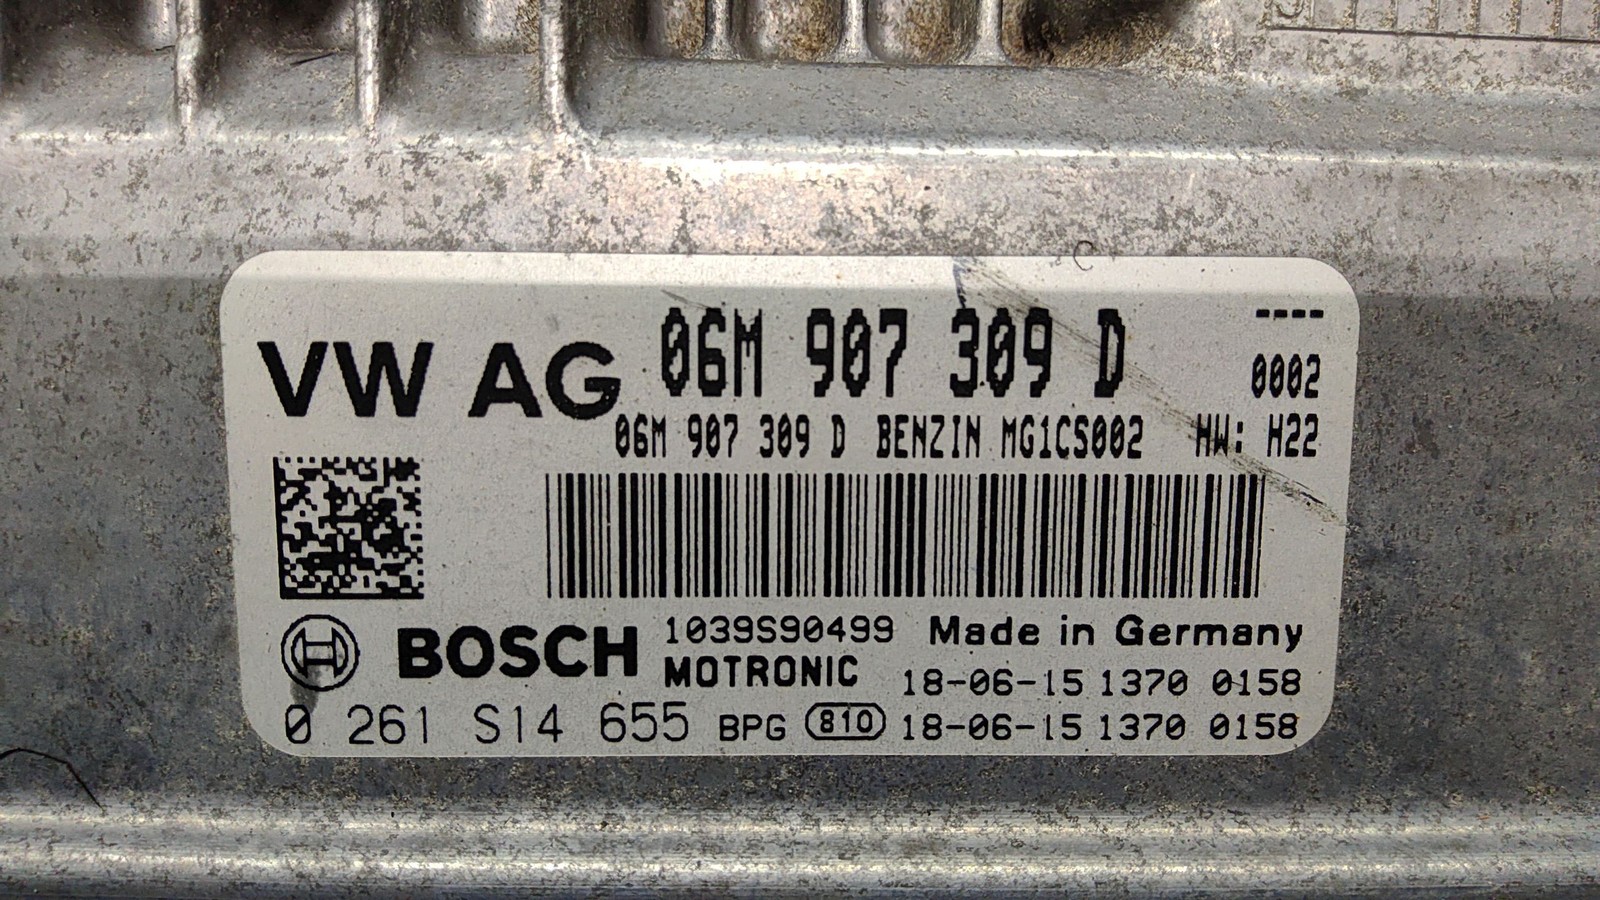 VW AG 06M 907 309 D ----
0002
06M 907 309 D BENZIN MG1CS002 HW: H22
BOSCH 1039S90499 Made in Germany
MOTRONIC 18-06-15 1370 0158
0 261 S14 655 BPG 810 18-06-15 1370 0158